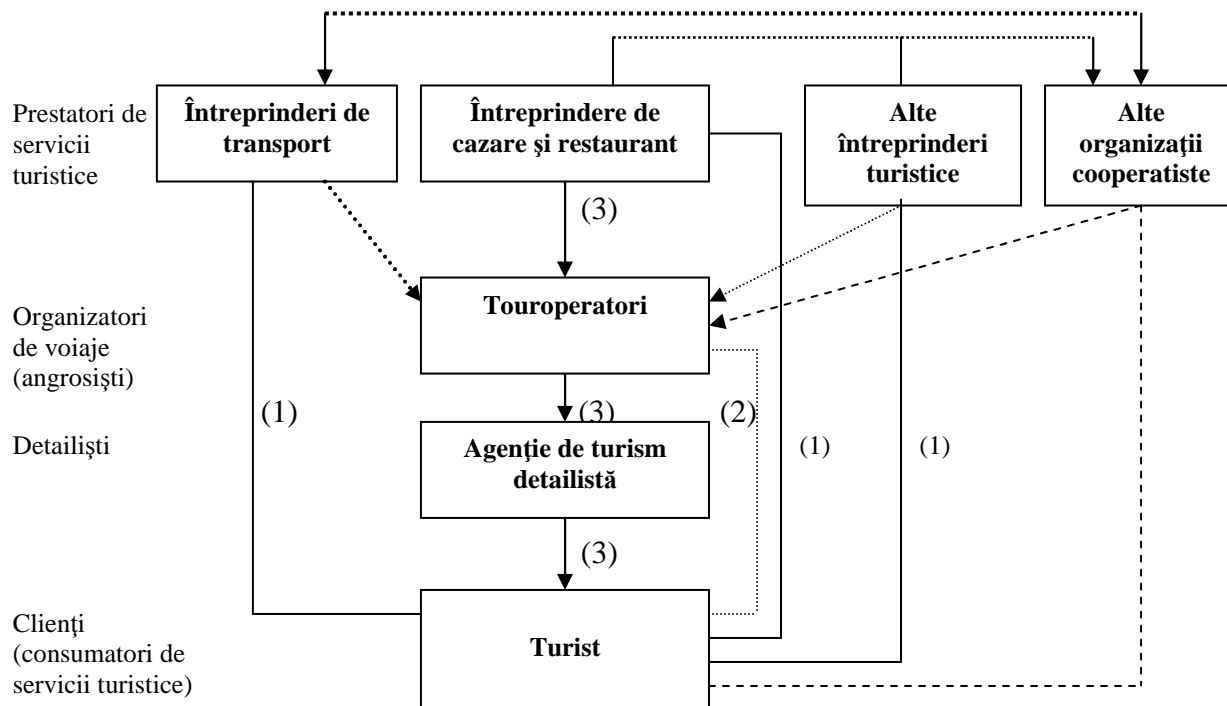 Prestatori de
servicii
turistice
Întreprinderi de
transport
Întreprindere de
cazare şi restaurant
Alte
întreprinderi
turistice
Alte
organizaţii
cooperatiste
(3)
Organizatori
de voiaje
(angrosişti)
Touroperatori
(1)
(3)
(2)
Detailişti
Agenţie de turism
detailistă
(1)
(1)
(3)
Clienţi
(consumatori de
servicii turistice)
Turist